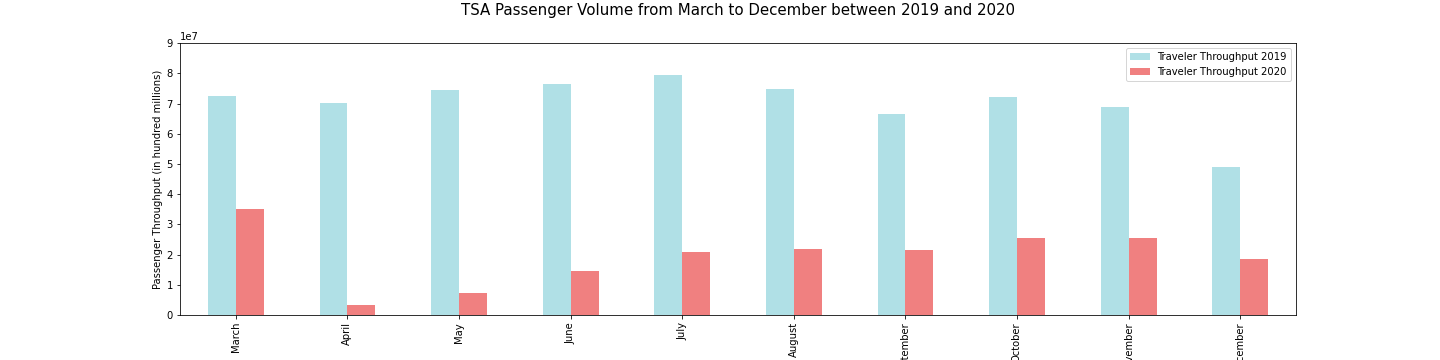 TSA Passenger Volume from March to December between 2019 and 2020
1e7
Passenger Throughput (in hundred millions)
9
8
7
6
5
4
3
2
1
0
Traveler Throughput 2019
Traveler Throughput 2020
March
April
May
June
July
August
tember
October
vember
cember